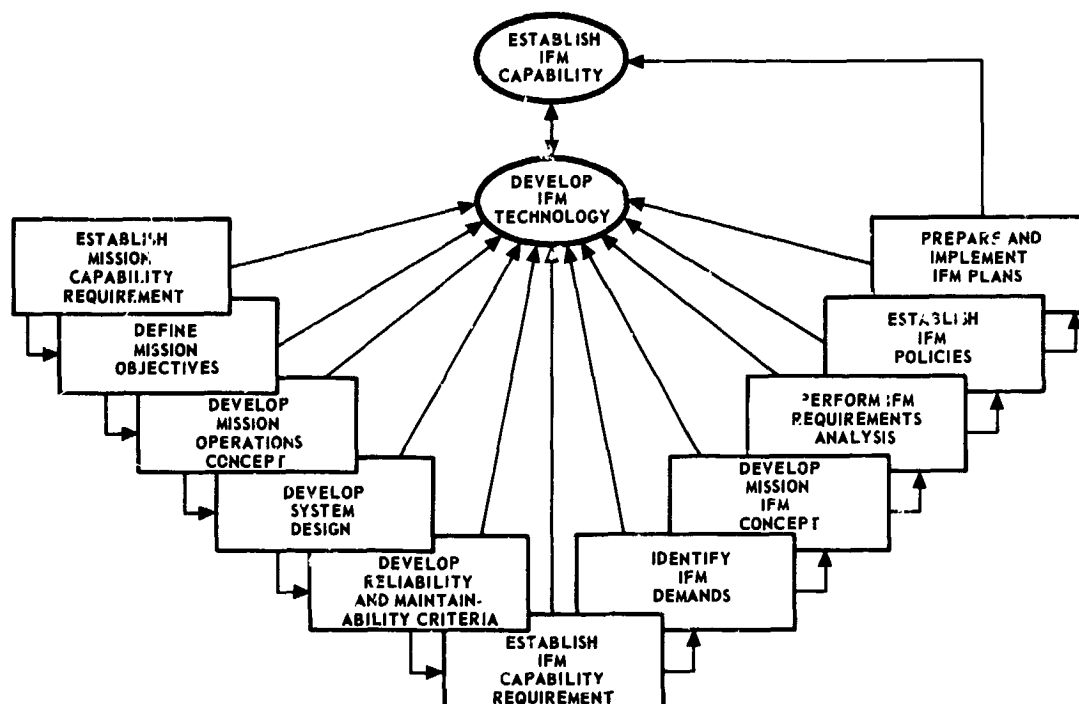 ESTABLISH
IFM
CAPABILITY
DEVELOP
IFM
TECHNOLOGY
ESTABLISH
MISSION
CAPABILITY
REQUIREMENT
DEFINE
MISSION
OBJECTIVES
DEVELOP
MISSION
OPERATIONS
CONCEPT
DEVELOP
SYSTEM
DESIGN
DEVELOP
RELIABILITY
AND MAINTAIN-
ABILITY CRITERIA
ESTABLISH
IFM
CAPABILITY
REQUIREMENT
IDENTIFY
IFM
DEMANDS
DEVELOP
MISSION
IFM
CONCEPT
PERFORM IFM
REQUIREMENTS
ANALYSIS
ESTABLISH
IFM
POLICIES
PREPARE AND
IMPLEMENT
IFM PLANS